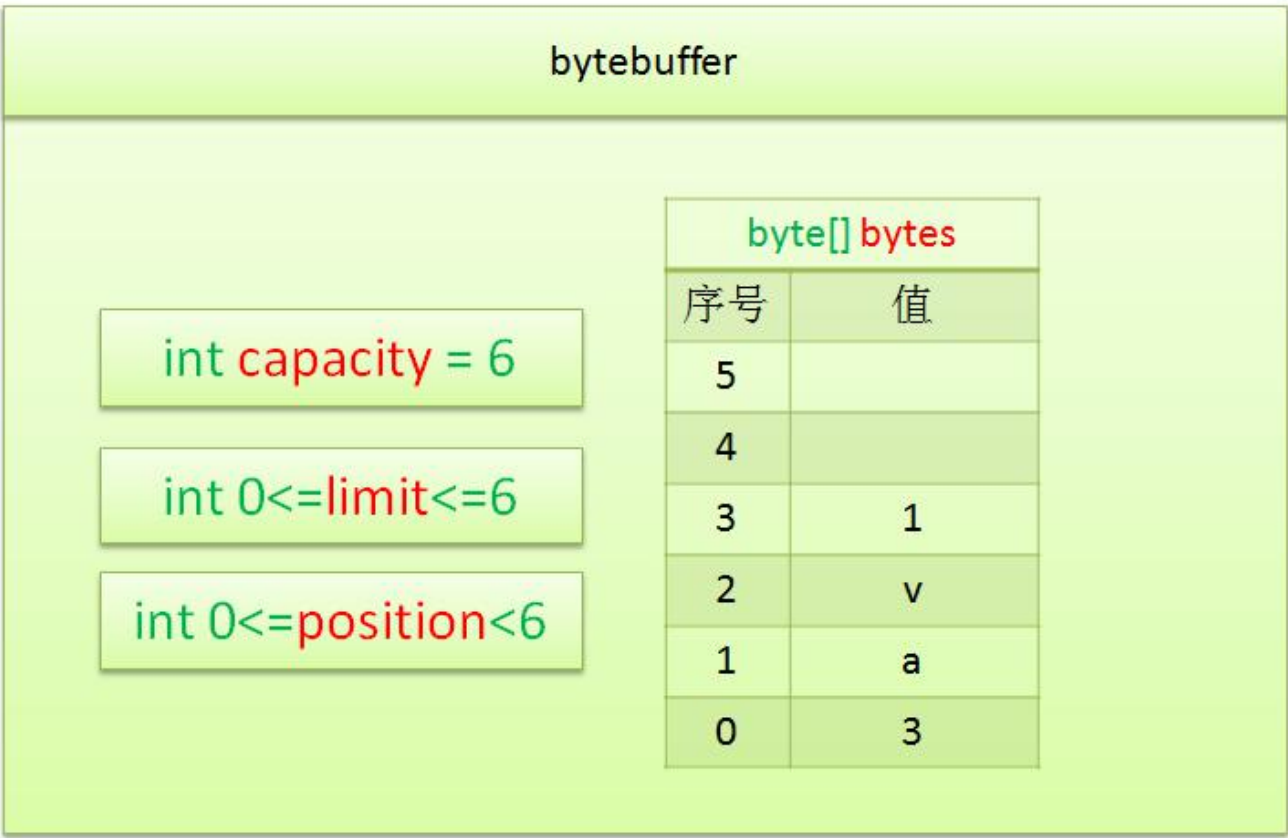 bytebuffer
int capacity = 6
int 0<=limit<=6
int 0<=position<6
byte[] bytes
序号 值
5
4
3 1
2 v
1 a
0 3